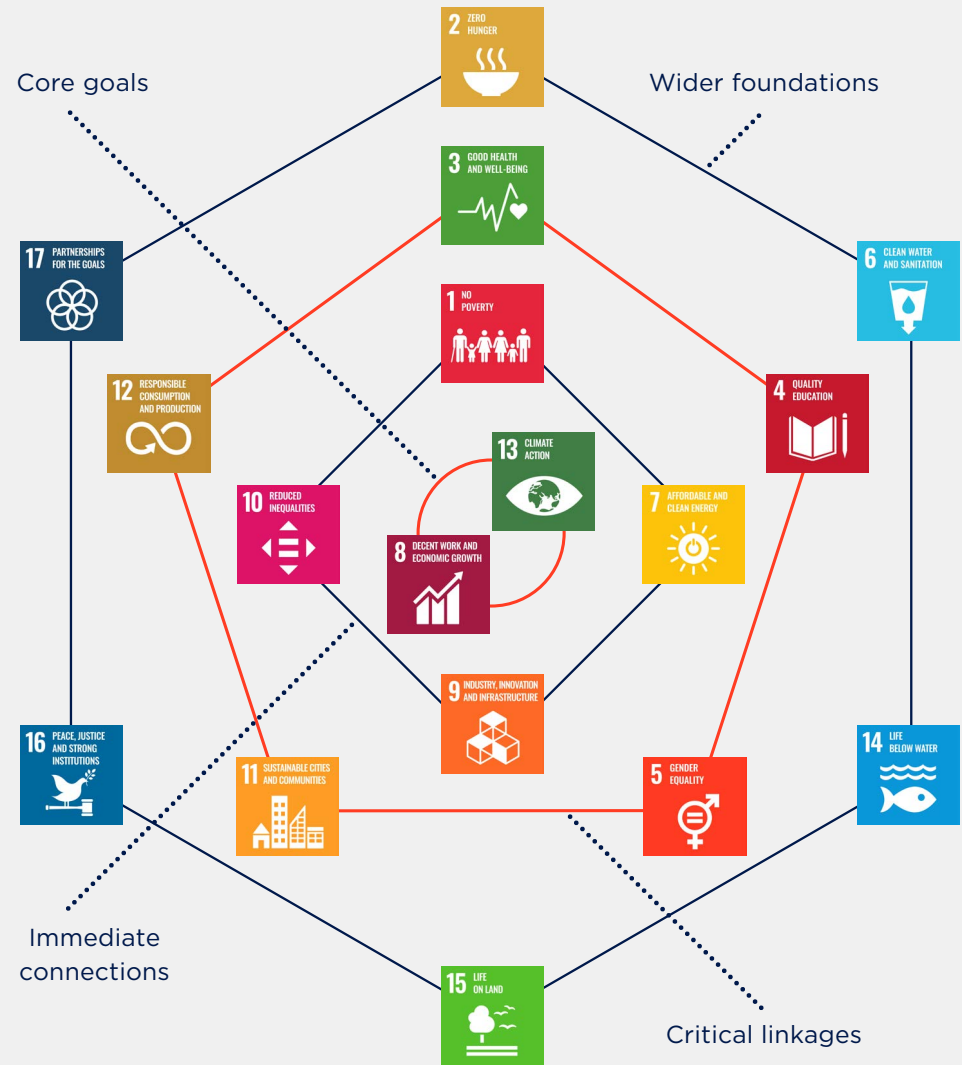 2 ZERO
HUNGER
Core goals
Wider foundations
3 GOOD HEALTH
AND WELL-BEING
17 PARTNERSHIPS
FOR THE GOALS
6 CLEAN WATER
AND SANITATION
1 NO
POVERTY
12 RESPONSIBLE
CONSUMPTION
AND PRODUCTION
4 QUALITY
EDUCATION
13 CLIMATE
ACTION
10 REDUCED
INEQUALITIES
7 AFFORDABLE AND
CLEAN ENERGY
8 DECENT WORK AND
ECONOMIC GROWTH
9 INDUSTRY, INNOVATION
AND INFRASTRUCTURE
16 PEACE, JUSTICE
AND STRONG
INSTITUTIONS
14 LIFE
BELOW WATER
11 SUSTAINABLE CITIES
AND COMMUNITIES
5 GENDER
EQUALITY
Immediate
connections
15 LIFE
ON LAND
Critical linkages